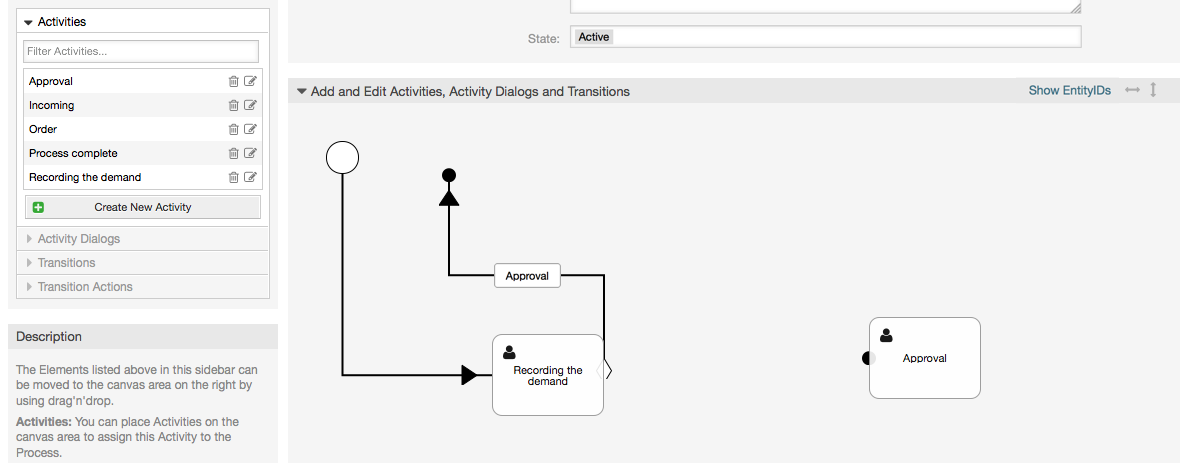 Activities
Filter Activities...
Approval
Incoming
Order
Process complete
Recording the demand
Create New Activity
Activity Dialogs
Transitions
Transition Actions
Description
The Elements listed above in this sidebar can
be moved to the canvas area on the right by
using drag'n'drop.
Activities: You can place Activities on the
canvas area to assign this Activity to the
Process.
State:
Active
Add and Edit Activities, Activity Dialogs and Transitions
Show EntityIDs
Approval
Recording the
demand
Approval